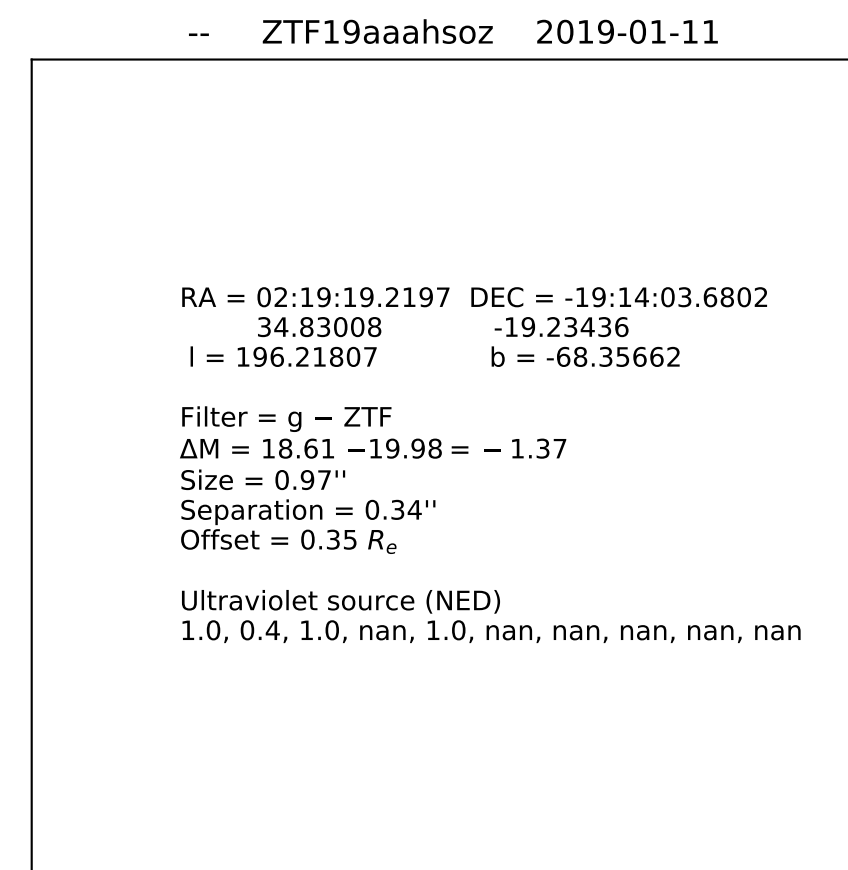 -- ZTF19aaahsoz 2019-01-11
RA = 02:19:19.2197 DEC = -19:14:03.6802
34.83008 -19.23436
l = 196.21807 b = -68.35662
Filter = g − ZTF
ΔM = 18.61 −19.98 = − 1.37
Size = 0.97''
Separation = 0.34''
Offset = 0.35 Re
Ultraviolet source (NED)
1.0, 0.4, 1.0, nan, 1.0, nan, nan, nan, nan, nan